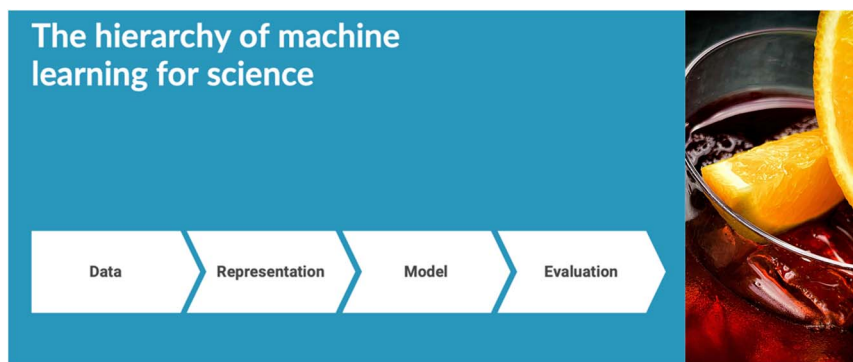 The hierarchy of machine
learning for science
Data
Representation
Model
Evaluation